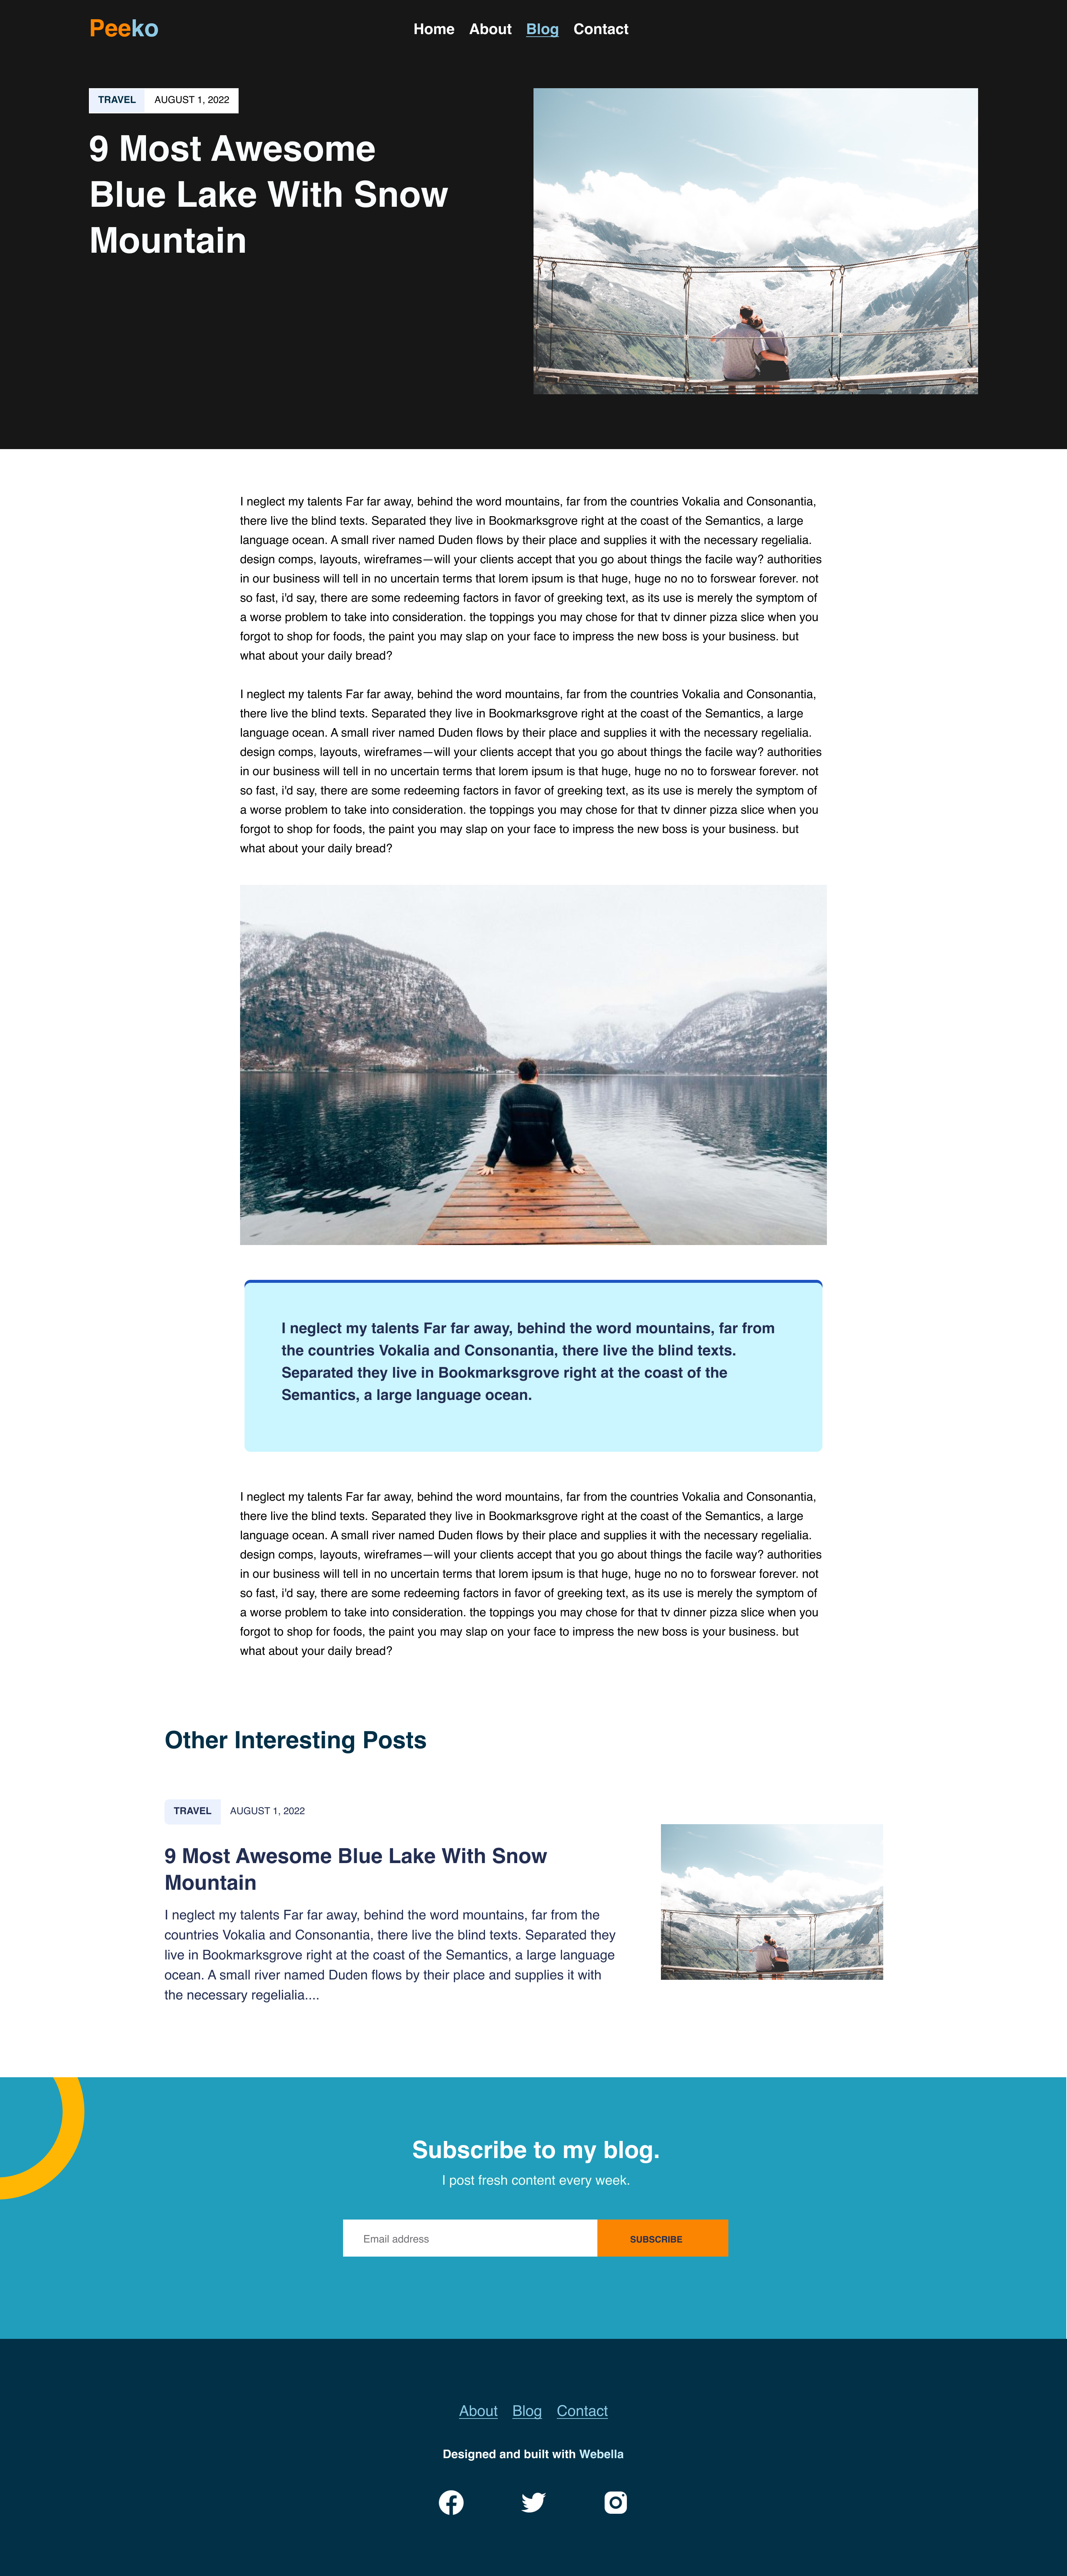 Peeko
Home About Blog Contact
TRAVEL AUGUST 1, 2022
9 Most Awesome
Blue Lake With Snow
Mountain
I neglect my talents Far far away, behind the word mountains, far from the countries Vokalia and Consonantia,
there live the blind texts. Separated they live in Bookmarksgrove right at the coast of the Semantics, a large
language ocean. A small river named Duden flows by their place and supplies it with the necessary regelialia.
design comps, layouts, wireframes—will your clients accept that you go about things the facile way? authorities
in our business will tell in no uncertain terms that lorem ipsum is that huge, huge no no to forswear forever. not
so fast, i'd say, there are some redeeming factors in favor of greeking text, as its use is merely the symptom of
a worse problem to take into consideration. the toppings you may chose for that tv dinner pizza slice when you
forgot to shop for foods, the paint you may slap on your face to impress the new boss is your business. but
what about your daily bread?
I neglect my talents Far far away, behind the word mountains, far from the countries Vokalia and Consonantia,
there live the blind texts. Separated they live in Bookmarksgrove right at the coast of the Semantics, a large
language ocean. A small river named Duden flows by their place and supplies it with the necessary regelialia.
design comps, layouts, wireframes—will your clients accept that you go about things the facile way? authorities
in our business will tell in no uncertain terms that lorem ipsum is that huge, huge no no to forswear forever. not
so fast, i'd say, there are some redeeming factors in favor of greeking text, as its use is merely the symptom of
a worse problem to take into consideration. the toppings you may chose for that tv dinner pizza slice when you
forgot to shop for foods, the paint you may slap on your face to impress the new boss is your business. but
what about your daily bread?
I neglect my talents Far far away, behind the word mountains, far from
the countries Vokalia and Consonantia, there live the blind texts.
Separated they live in Bookmarksgrove right at the coast of the
Semantics, a large language ocean.
I neglect my talents Far far away, behind the word mountains, far from the countries Vokalia and Consonantia,
there live the blind texts. Separated they live in Bookmarksgrove right at the coast of the Semantics, a large
language ocean. A small river named Duden flows by their place and supplies it with the necessary regelialia.
design comps, layouts, wireframes—will your clients accept that you go about things the facile way? authorities
in our business will tell in no uncertain terms that lorem ipsum is that huge, huge no no to forswear forever. not
so fast, i'd say, there are some redeeming factors in favor of greeking text, as its use is merely the symptom of
a worse problem to take into consideration. the toppings you may chose for that tv dinner pizza slice when you
forgot to shop for foods, the paint you may slap on your face to impress the new boss is your business. but
what about your daily bread?
Other Interesting Posts
TRAVEL AUGUST 1, 2022
9 Most Awesome Blue Lake With Snow
Mountain
I neglect my talents Far far away, behind the word mountains, far from the
countries Vokalia and Consonantia, there live the blind texts. Separated they
live in Bookmarksgrove right at the coast of the Semantics, a large language
ocean. A small river named Duden flows by their place and supplies it with
the necessary regelialia....
Subscribe to my blog.
I post fresh content every week.
Email address SUBSCRIBE
About Blog Contact
Designed and built with Webella